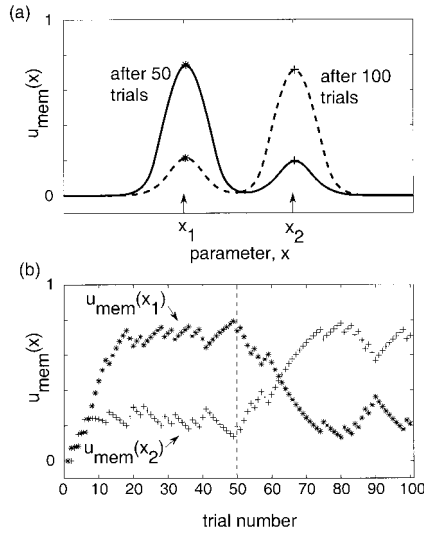 (a)
1
u_mem(x)
after 50
trials
after 100
trials
0
x_1
x_2
parameter, x
(b)
1
u_mem(x_1)
u_mem(x)
u_mem(x_2)
0
0 10 20 30 40 50 60 70 80 90 100
trial number